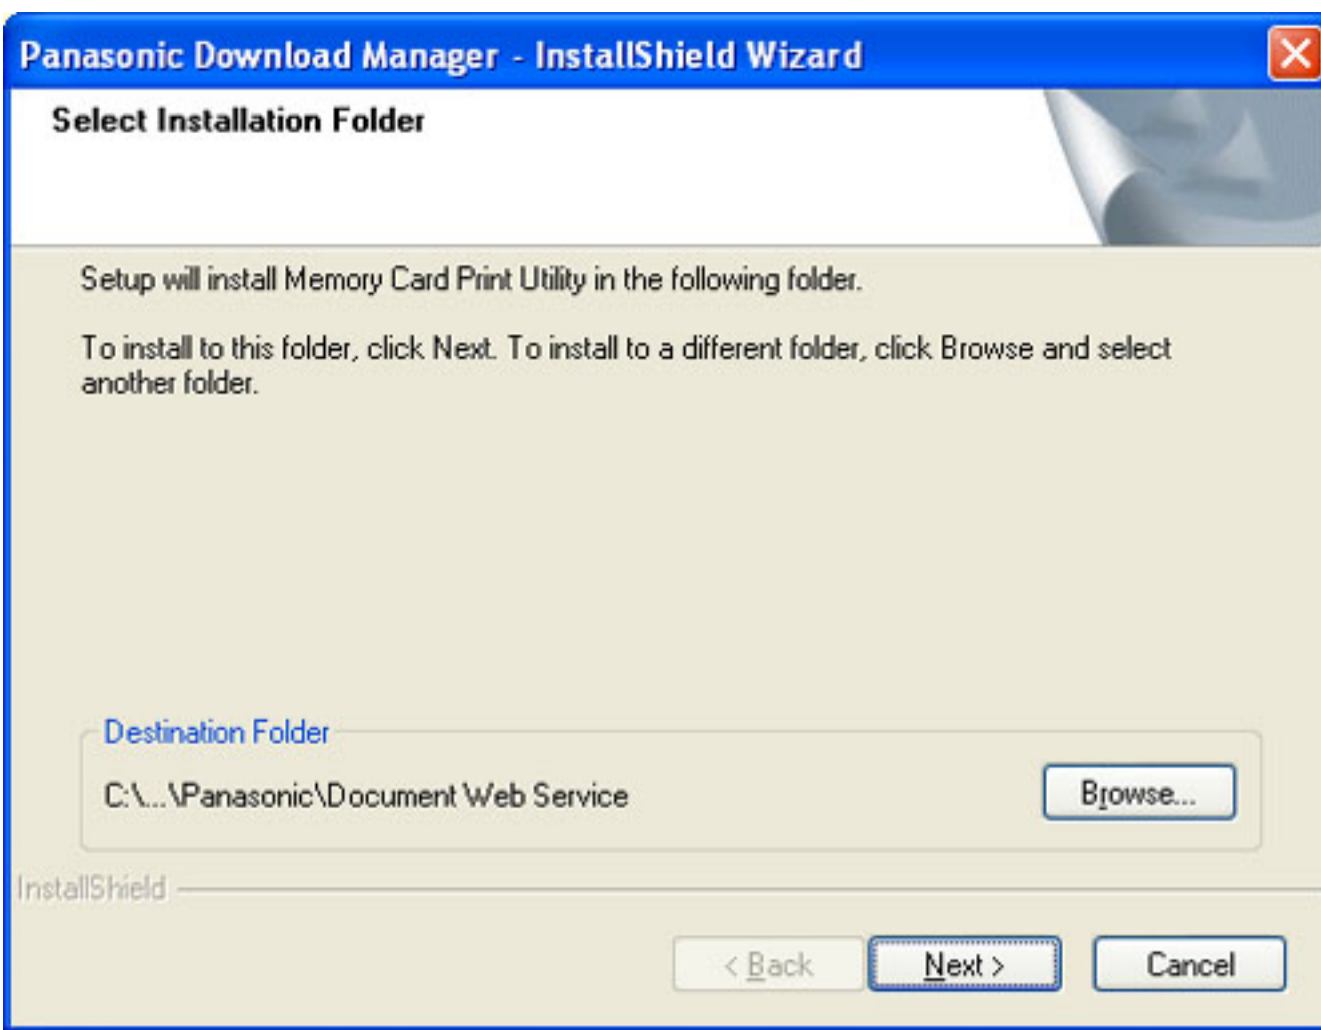 Panasonic Download Manager - InstallShield Wizard
Select Installation Folder
Setup will install Memory Card Print Utility in the following folder.
To install to this folder, click Next. To install to a different folder, click Browse and select
another folder.
Destination Folder
C:\...\Panasonic\Document Web Service
Browse...
InstallShield
< Back
Next >
Cancel